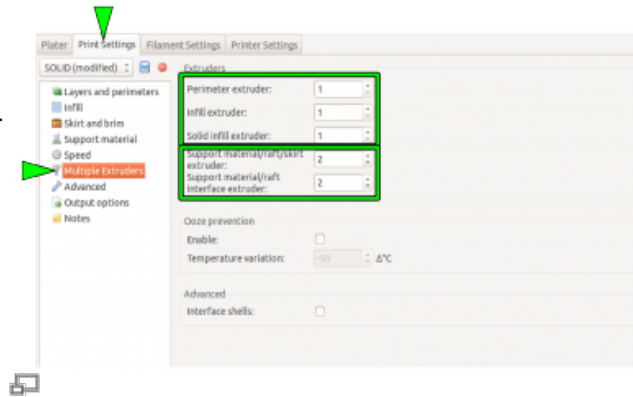 Plater Print Settings Filament Settings Printer Settings
SOLID (modified)
Layers and perimeters
Infill
Skirt and brim
Support material
Speed
Multiple Extruders
Advanced
Output options
Notes
Extruders
Perimeter extruder: 1
Infill extruder: 1
Solid infill extruder: 1
Support material/raft/skirt
extruder: 2
Support material/raft
interface extruder: 2
Ooze prevention
Enable:
Temperature variation: -50 Δ°C
Advanced
Interface shells: